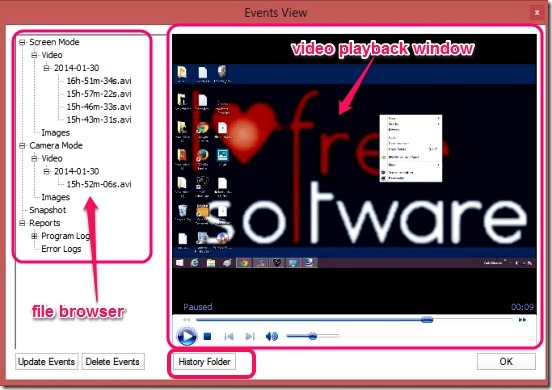 Events View
x
Screen Mode
Video
2014-01-30
16h-51m-34s.avi
15h-57m-22s.avi
15h-46m-33s.avi
15h-43m-31s.avi
Images
Camera Mode
Video
2014-01-30
15h-52m-06s.avi
Images
Snapshot
Reports
Program Log
Error Logs
file browser
video playback window
free
software
Paused
00:09
Update Events
Delete Events
History Folder
OK